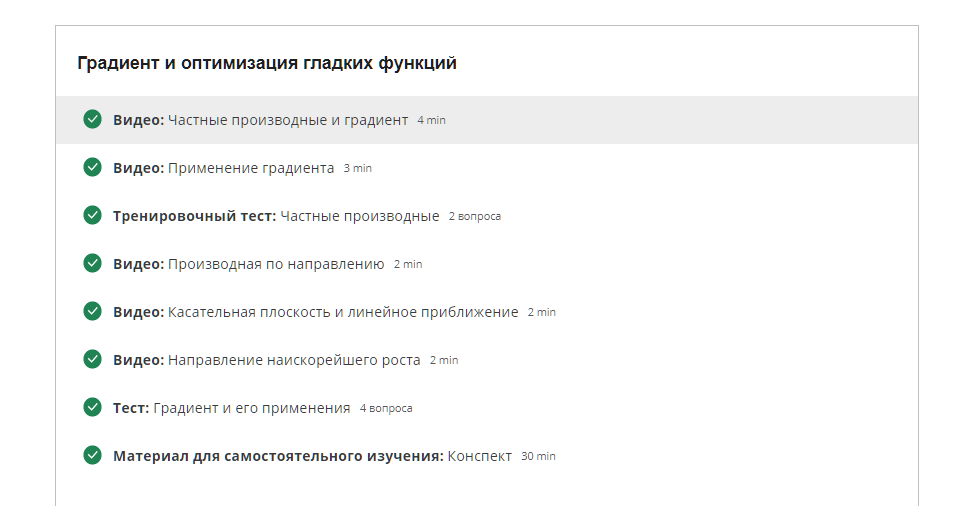 Градиент и оптимизация гладких функций
Видео: Частные производные и градиент 4 min
Видео: Применение градиента 3 min
Тренировочный тест: Частные производные 2 вопроса
Видео: Производная по направлению 2 min
Видео: Касательная плоскость и линейное приближение 2 min
Видео: Направление наискорейшего роста 2 min
Тест: Градиент и его применения 4 вопроса
Материал для самостоятельного изучения: Конспект 30 min